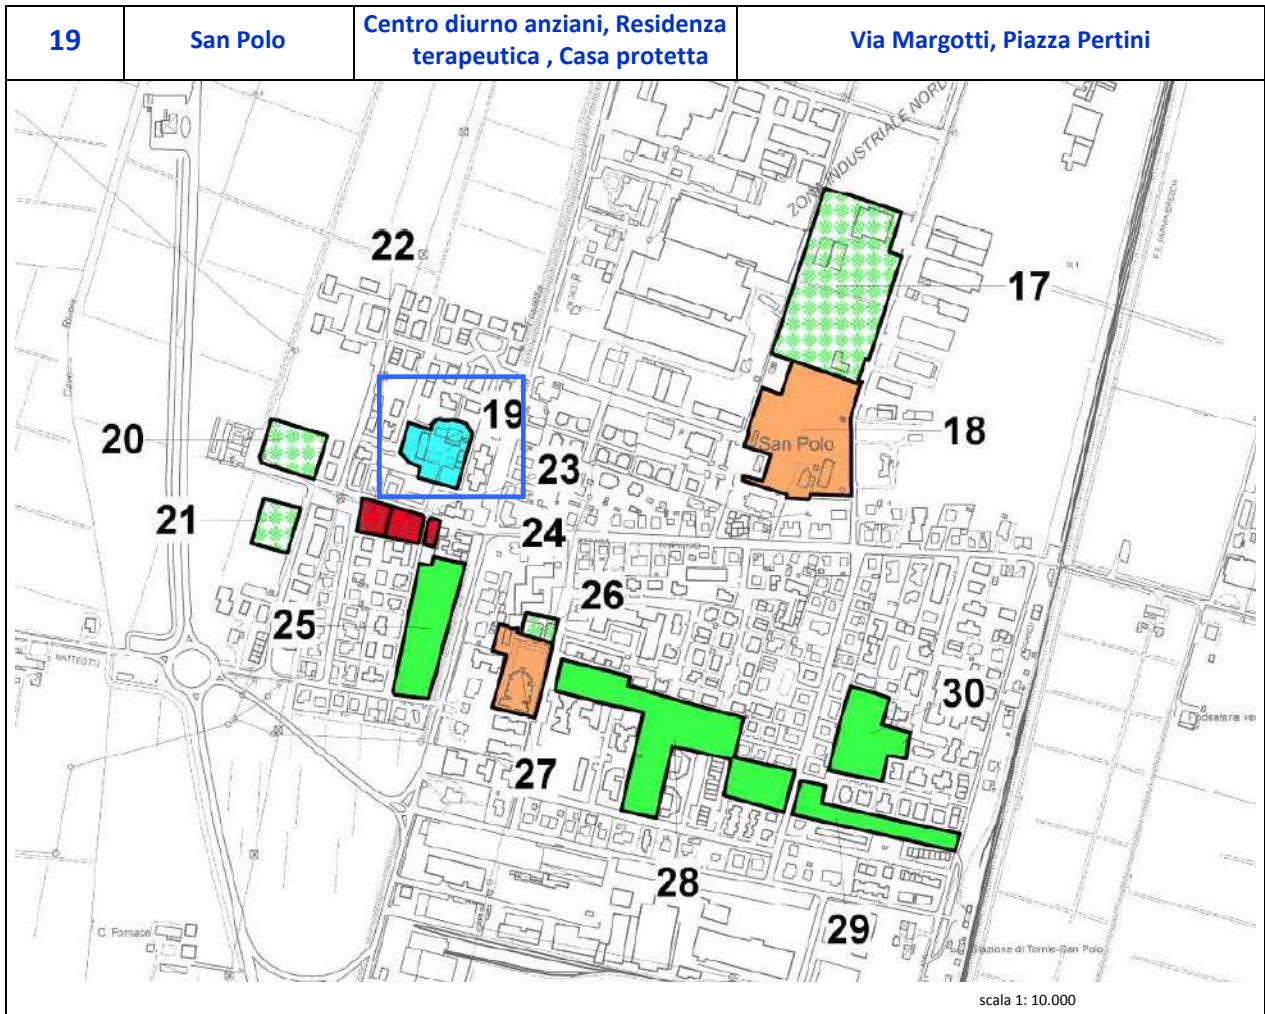 19
San Polo
Centro diurno anziani, Residenza
terapeutica , Casa protetta
Via Margotti, Piazza Pertini
ZONA INDUSTRIALE NORD
22
17
19
20
18
San Polo
23
21
24
26
25
30
27
28
29
C. Fornace
Stazione di Torrile-San Polo
scala 1: 10.000